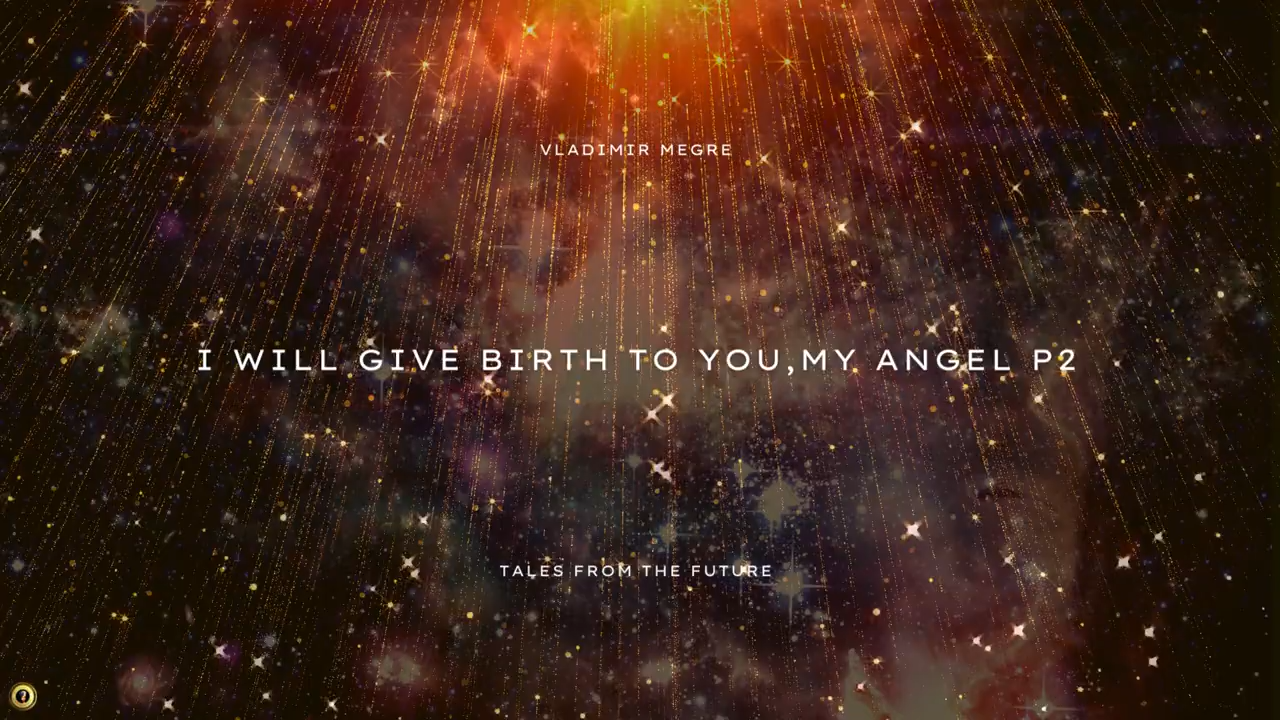 VLADIMIR MEGRE
I WILL GIVE BIRTH TO YOU,MY ANGEL P2
TALES FROM THE FUTURE